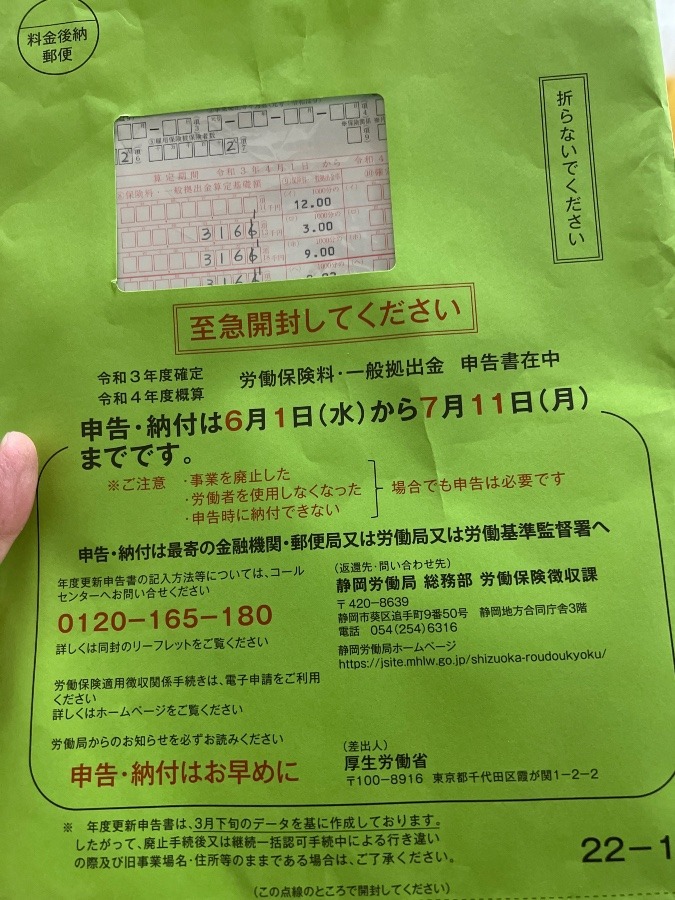 料金後納
郵便
折らないでください
③雇用保険被保険者数
2
2
算定期間 令和3年4月1日 から 令和4
12.00
3166
3.00
3166
9.00
3166
至急開封してください
令和3年度確定
令和4年度概算
労働保険料・一般拠出金 申告書在中
申告・納付は6月1日(水)から7月11日(月)
までです。
※ご注意
・事業を廃止した
・労働者を使用しなくなった
・申告時に納付できない
場合でも申告は必要です
申告・納付は最寄の金融機関・郵便局又は労働局又は労働基準監督署へ
年度更新申告書の記入方法等については、コール
センターへお問い合せください
0120-165-180
詳しくは同封のリーフレットをご覧ください
労働保険適用徴収関係手続きは、電子申請をご利用
ください
詳しくはホームページをご覧ください
労働局からのお知らせを必ずお読みください
申告・納付はお早めに
(返還先・問い合わせ先)
静岡労働局 総務部 労働保険徴収課
〒420-8639
静岡市葵区追手町9番50号 静岡地方合同庁舎3階
電話 054(254)6316
静岡労働局ホームページ
https://jsite.mhlw.go.jp/shizuoka-roudoukyoku/
(差出人)
厚生労働省
〒100-8916 東京都千代田区霞が関1-2-2
※ 年度更新申告書は、3月下旬のデータを基に作成しております。
したがって、廃止手続後又は継続一括認可手続中による行き違い
の際及び旧事業場名・住所等のままである場合は、ご了承ください。
22-1
(この点線のところで開封してください)